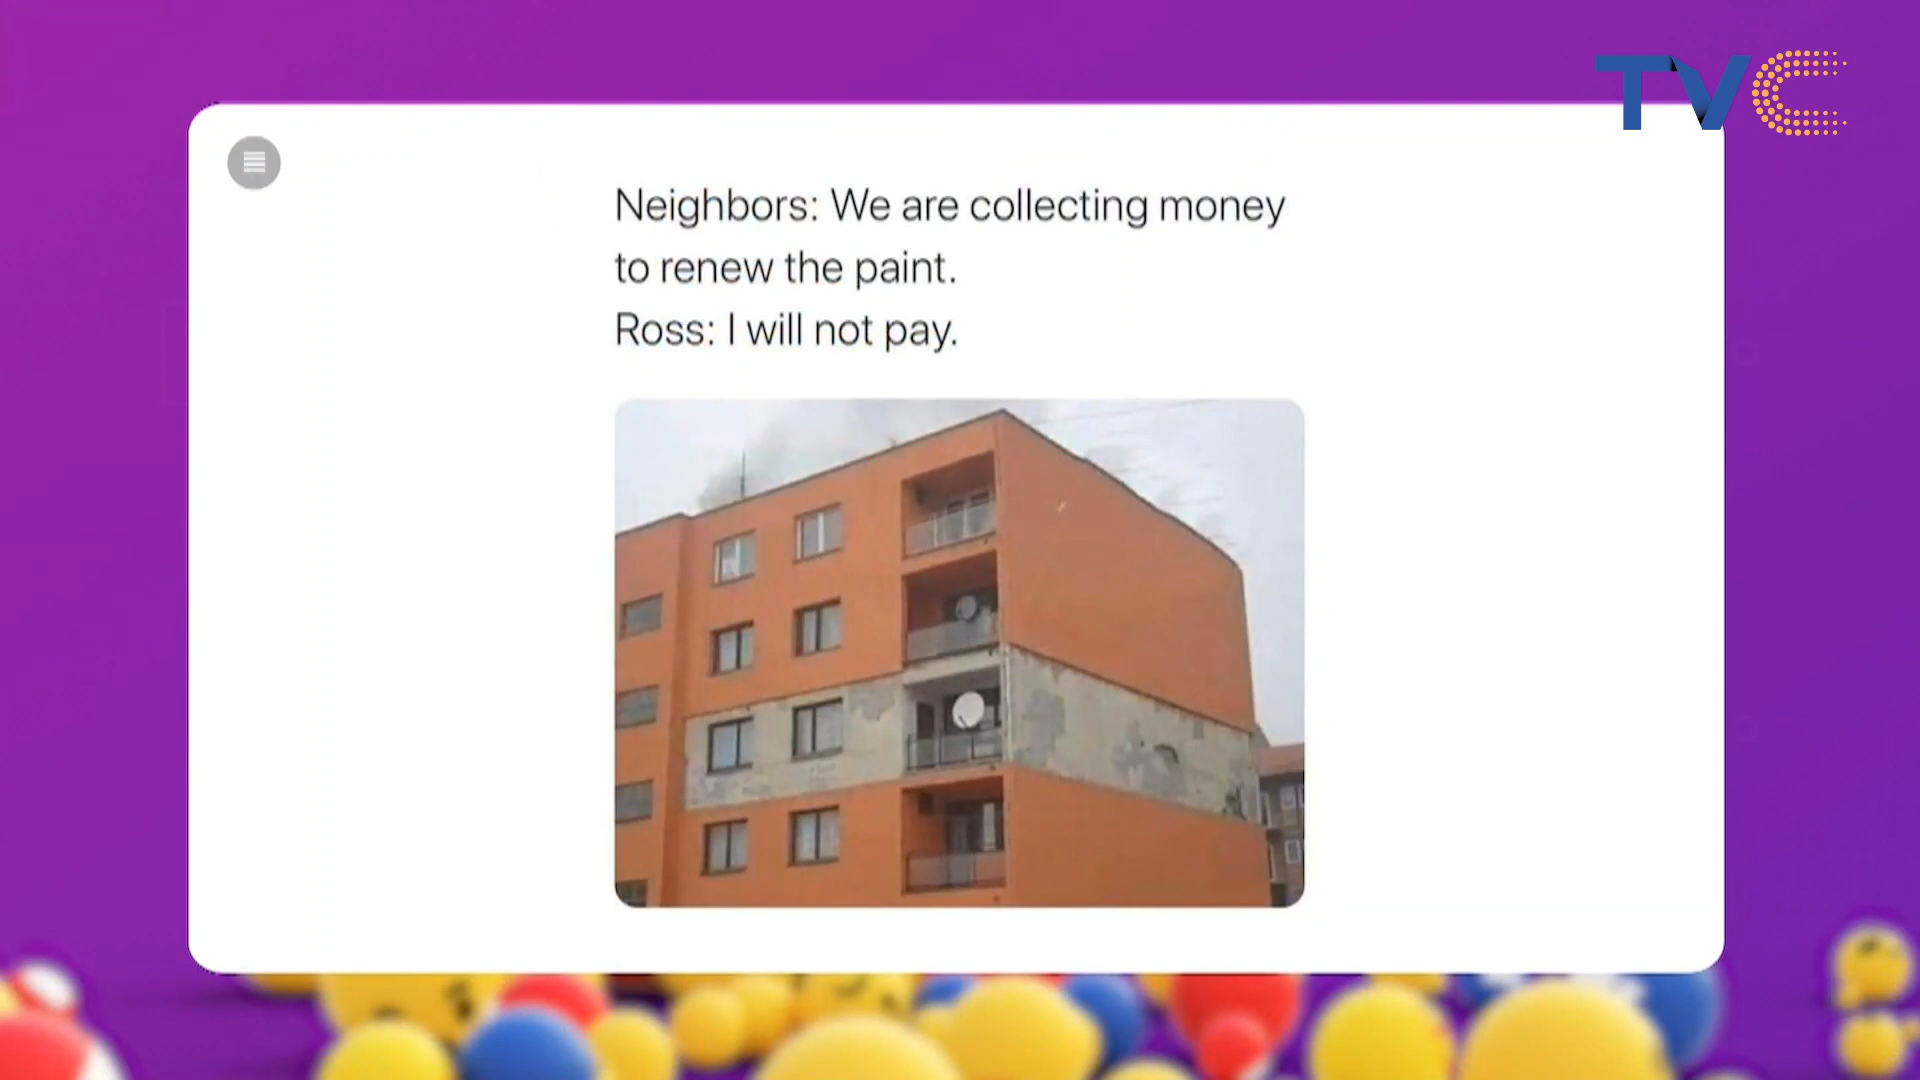 TVC
Neighbors: We are collecting money
to renew the paint.
Ross: I will not pay.